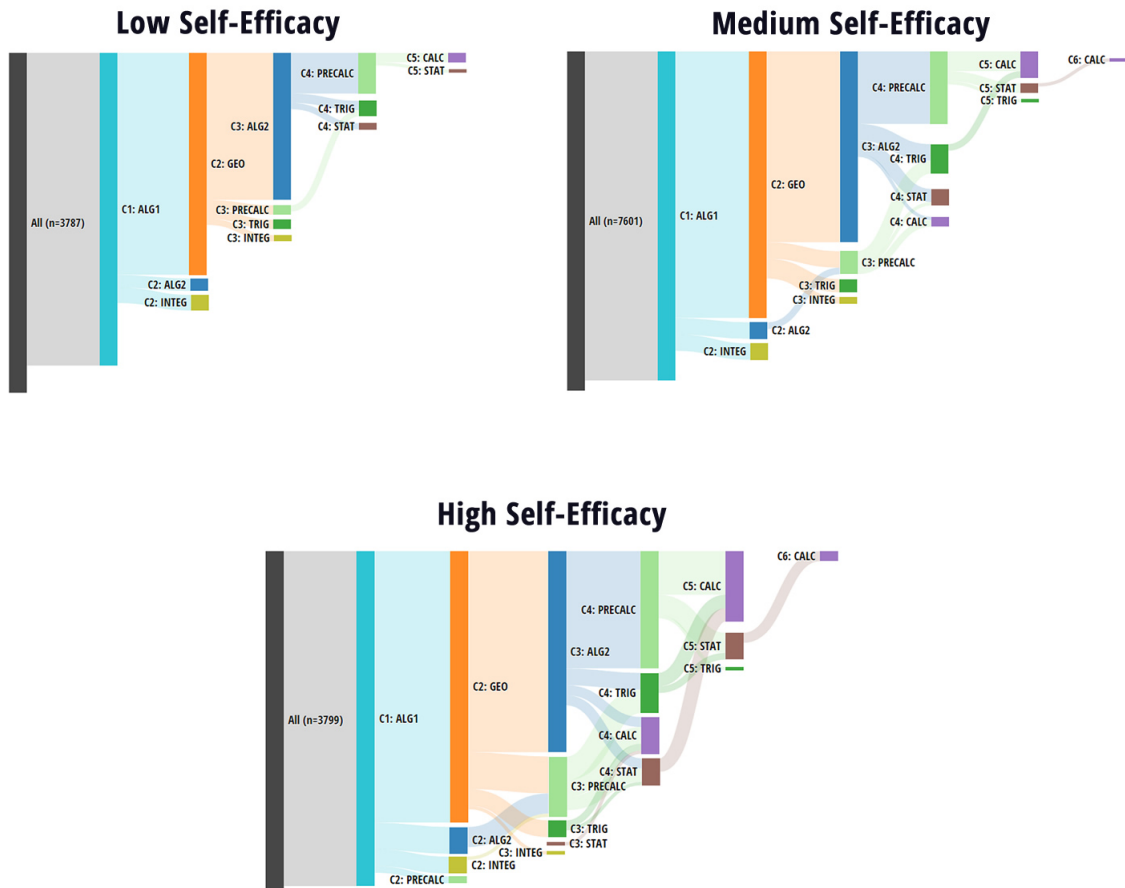 Low Self-Efficacy
All (n=3787)
C1: ALG1
C2: GEO
C2: ALG2
C2: INTEG
C3: ALG2
C3: PRECALC
C3: TRIG
C3: INTEG
C4: PRECALC
C4: TRIG
C4: STAT
C5: CALC
C5: STAT
Medium Self-Efficacy
All (n=7601)
C1: ALG1
C2: GEO
C2: ALG2
C2: INTEG
C3: ALG2
C3: PRECALC
C3: TRIG
C3: INTEG
C4: PRECALC
C4: TRIG
C4: STAT
C4: CALC
C5: CALC
C5: STAT
C5: TRIG
C6: CALC
High Self-Efficacy
All (n=3799)
C1: ALG1
C2: GEO
C2: ALG2
C2: INTEG
C2: PRECALC
C3: ALG2
C3: PRECALC
C3: TRIG
C3: STAT
C3: INTEG
C4: PRECALC
C4: TRIG
C4: CALC
C4: STAT
C5: CALC
C5: STAT
C5: TRIG
C6: CALC